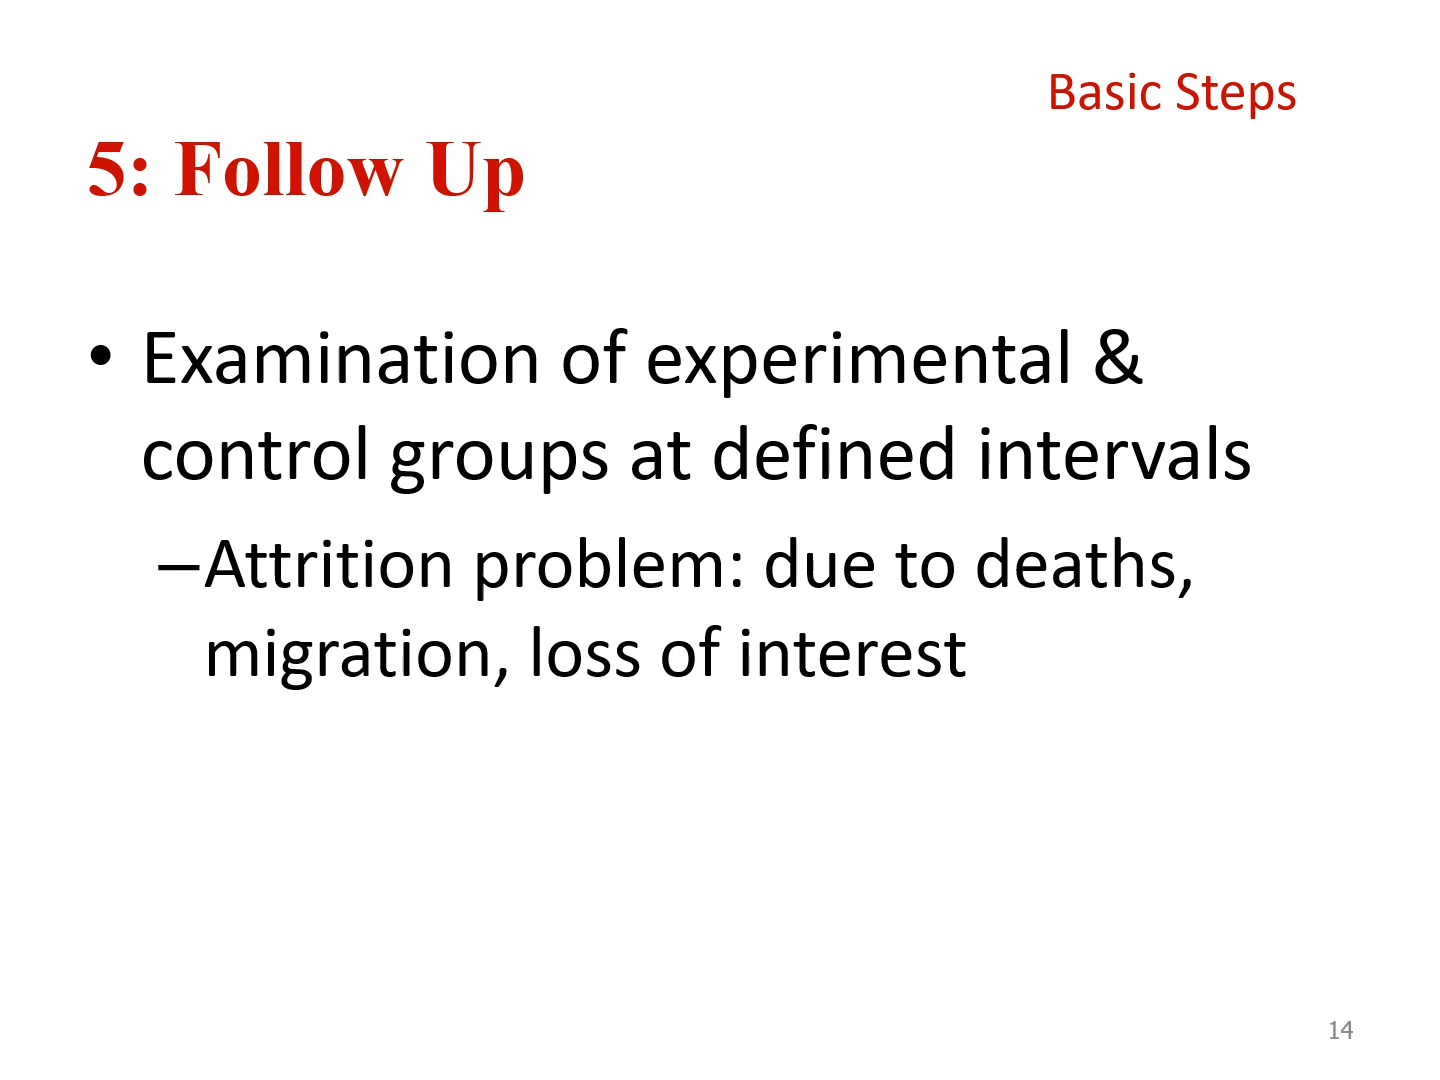 Basic Steps
5: Follow Up
• Examination of experimental &
control groups at defined intervals
–Attrition problem: due to deaths,
migration, loss of interest
14